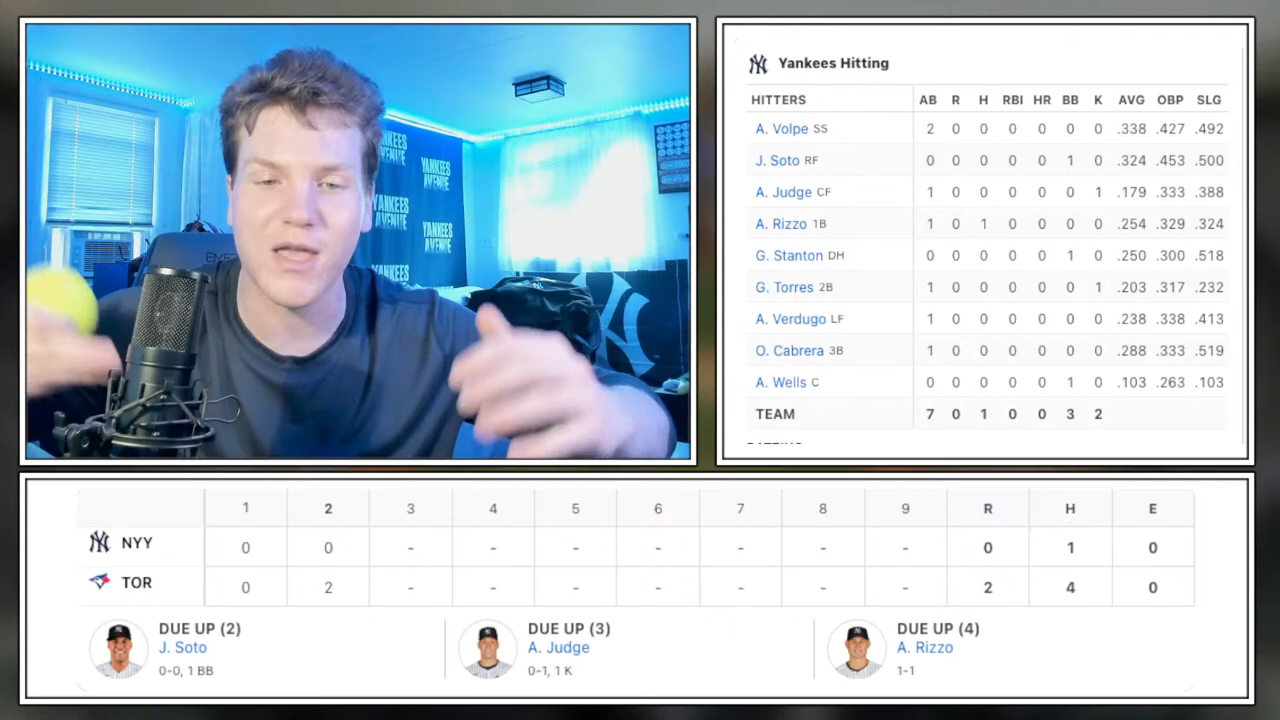 YANKEES
AVENUE
YANKEES
AVENUE
YANKEES
AVENUE
YANKEES
AVENUE
YANKEES
Yankees Hitting
HITTERS AB R H RBI HR BB K AVG OBP SLG
A. Volpe SS 2 0 0 0 0 0 0 .338 .427 .492
J. Soto RF 0 0 0 0 0 1 0 .324 .453 .500
A. Judge CF 1 0 0 0 0 0 1 .179 .333 .388
A. Rizzo 1B 1 0 1 0 0 0 0 .254 .329 .324
G. Stanton DH 0 0 0 0 0 1 0 .250 .300 .518
G. Torres 2B 1 0 0 0 0 0 1 .203 .317 .232
A. Verdugo LF 1 0 0 0 0 0 0 .238 .338 .413
O. Cabrera 3B 1 0 0 0 0 0 0 .288 .333 .519
A. Wells C 0 0 0 0 0 1 0 .103 .263 .103
TEAM 7 0 1 0 0 3 2
1 2 3 4 5 6 7 8 9 R H E
NYY 0 0 - - - - - - - 0 1 0
TOR 0 2 - - - - - - - 2 4 0
DUE UP (2)
J. Soto
0-0, 1 BB
DUE UP (3)
A. Judge
0-1, 1 K
DUE UP (4)
A. Rizzo
1-1